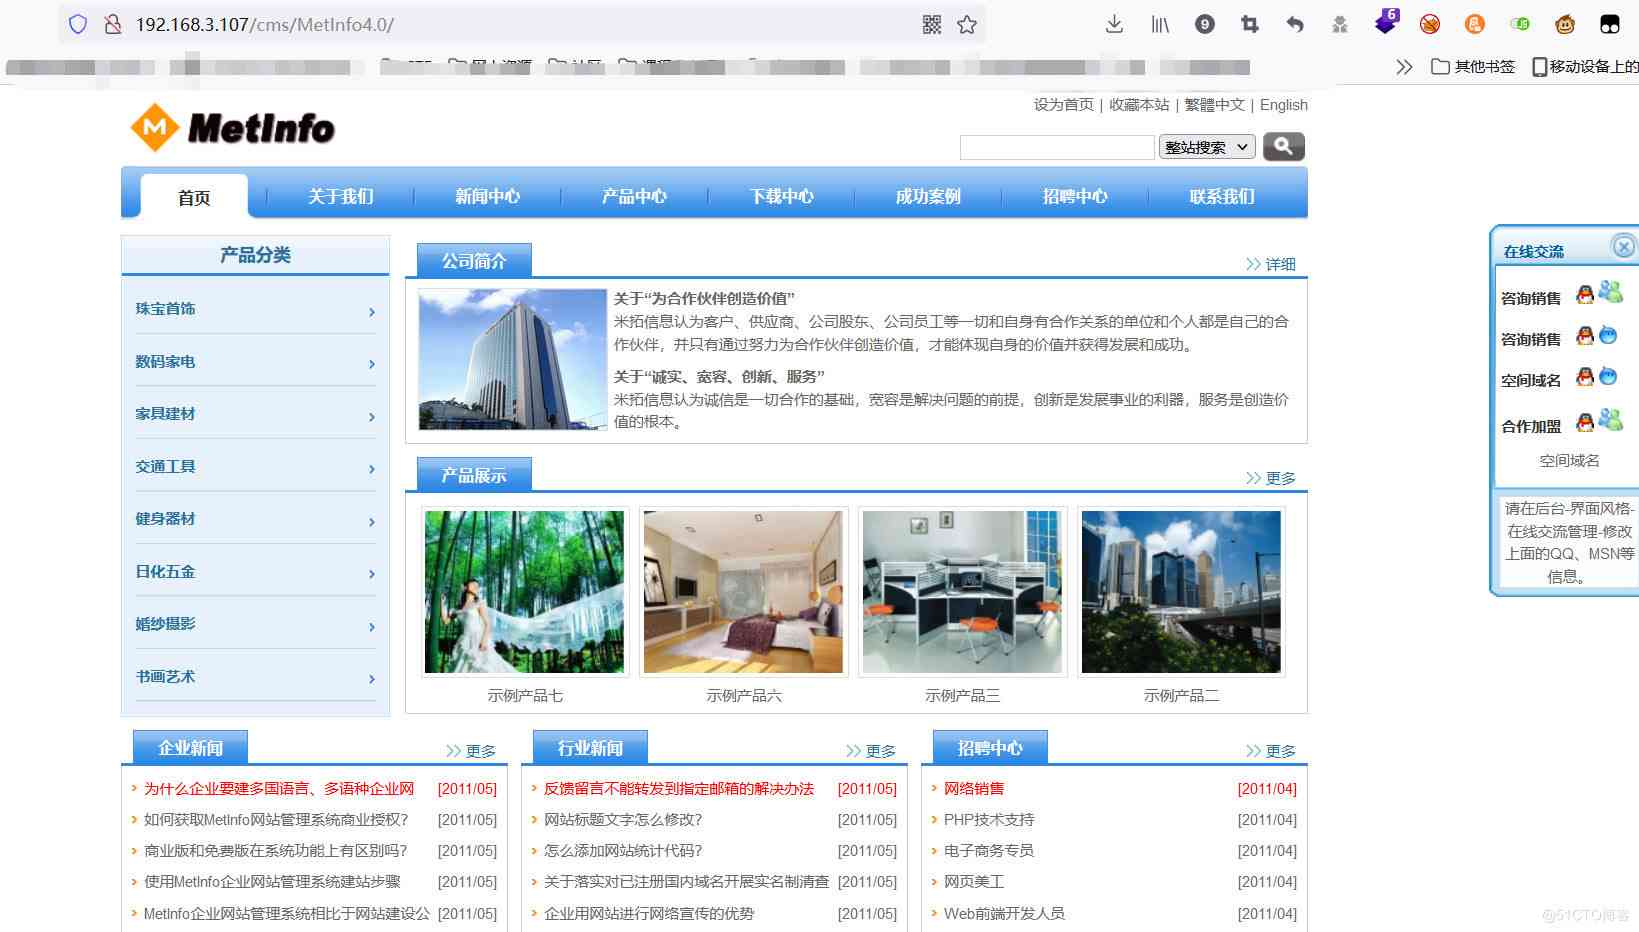 192.168.3.107/cms/MetInfo4.0/
9
6
其他书签
移动设备上的
设为首页 | 收藏本站 | 繁體中文 | English
M MetInfo
整站搜索
首页
关于我们
新闻中心
产品中心
下载中心
成功案例
招聘中心
联系我们
产品分类
珠宝首饰
数码家电
家具建材
交通工具
健身器材
日化五金
婚纱摄影
书画艺术
公司简介
>> 详细
关于“为合作伙伴创造价值”
米拓信息认为客户、供应商、公司股东、公司员工等一切和自身有合作关系的单位和个人都是自己的合
作伙伴，并只有通过努力为合作伙伴创造价值，才能体现自身的价值并获得发展和成功。
关于“诚实、宽容、创新、服务”
米拓信息认为诚信是一切合作的基础，宽容是解决问题的前提，创新是发展事业的利器，服务是创造价
值的根本。
产品展示
>> 更多
示例产品七
示例产品六
示例产品三
示例产品二
企业新闻
>> 更多
为什么企业要建多国语言、多语种企业网 [2011/05]
如何获取MetInfo网站管理系统商业授权? [2011/05]
商业版和免费版在系统功能上有区别吗? [2011/05]
使用MetInfo企业网站管理系统建站步骤 [2011/05]
MetInfo企业网站管理系统相比于网站建设公 [2011/05]
行业新闻
>> 更多
反馈留言不能转发到指定邮箱的解决办法 [2011/05]
网站标题文字怎么修改? [2011/05]
怎么添加网站统计代码? [2011/05]
关于落实对已注册国内域名开展实名制清查 [2011/05]
企业用网站进行网络宣传的优势 [2011/05]
招聘中心
>> 更多
网络销售 [2011/04]
PHP技术支持 [2011/04]
电子商务专员 [2011/04]
网页美工 [2011/04]
Web前端开发人员 [2011/04]
在线交流
咨询销售
咨询销售
空间域名
合作加盟
空间域名
请在后台-界面风格-
在线交流管理-修改
上面的QQ、MSN等
信息。
@51CTO博客